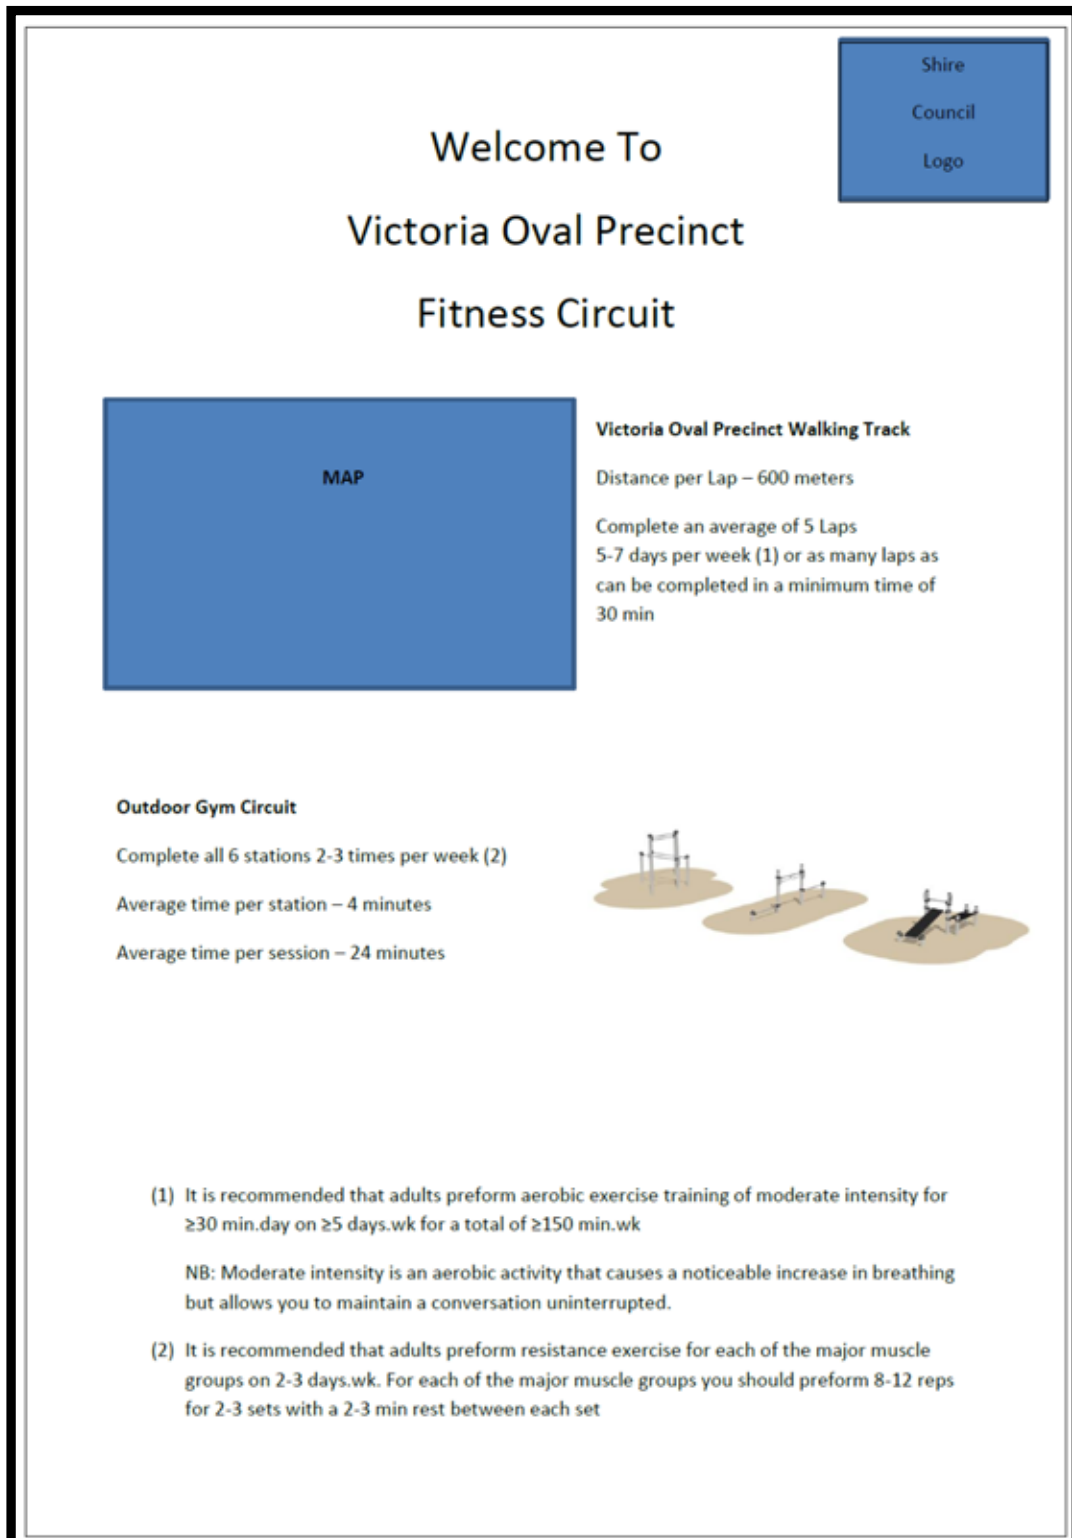 Shire
Council
Logo
Welcome To
Victoria Oval Precinct
Fitness Circuit
MAP
Victoria Oval Precinct Walking Track
Distance per Lap – 600 meters
Complete an average of 5 Laps
5-7 days per week (1) or as many laps as
can be completed in a minimum time of
30 min
Outdoor Gym Circuit
Complete all 6 stations 2-3 times per week (2)
Average time per station – 4 minutes
Average time per session – 24 minutes
(1) It is recommended that adults preform aerobic exercise training of moderate intensity for
≥30 min.day on ≥5 days.wk for a total of ≥150 min.wk
NB: Moderate intensity is an aerobic activity that causes a noticeable increase in breathing
but allows you to maintain a conversation uninterrupted.
(2) It is recommended that adults preform resistance exercise for each of the major muscle
groups on 2-3 days.wk. For each of the major muscle groups you should preform 8-12 reps
for 2-3 sets with a 2-3 min rest between each set